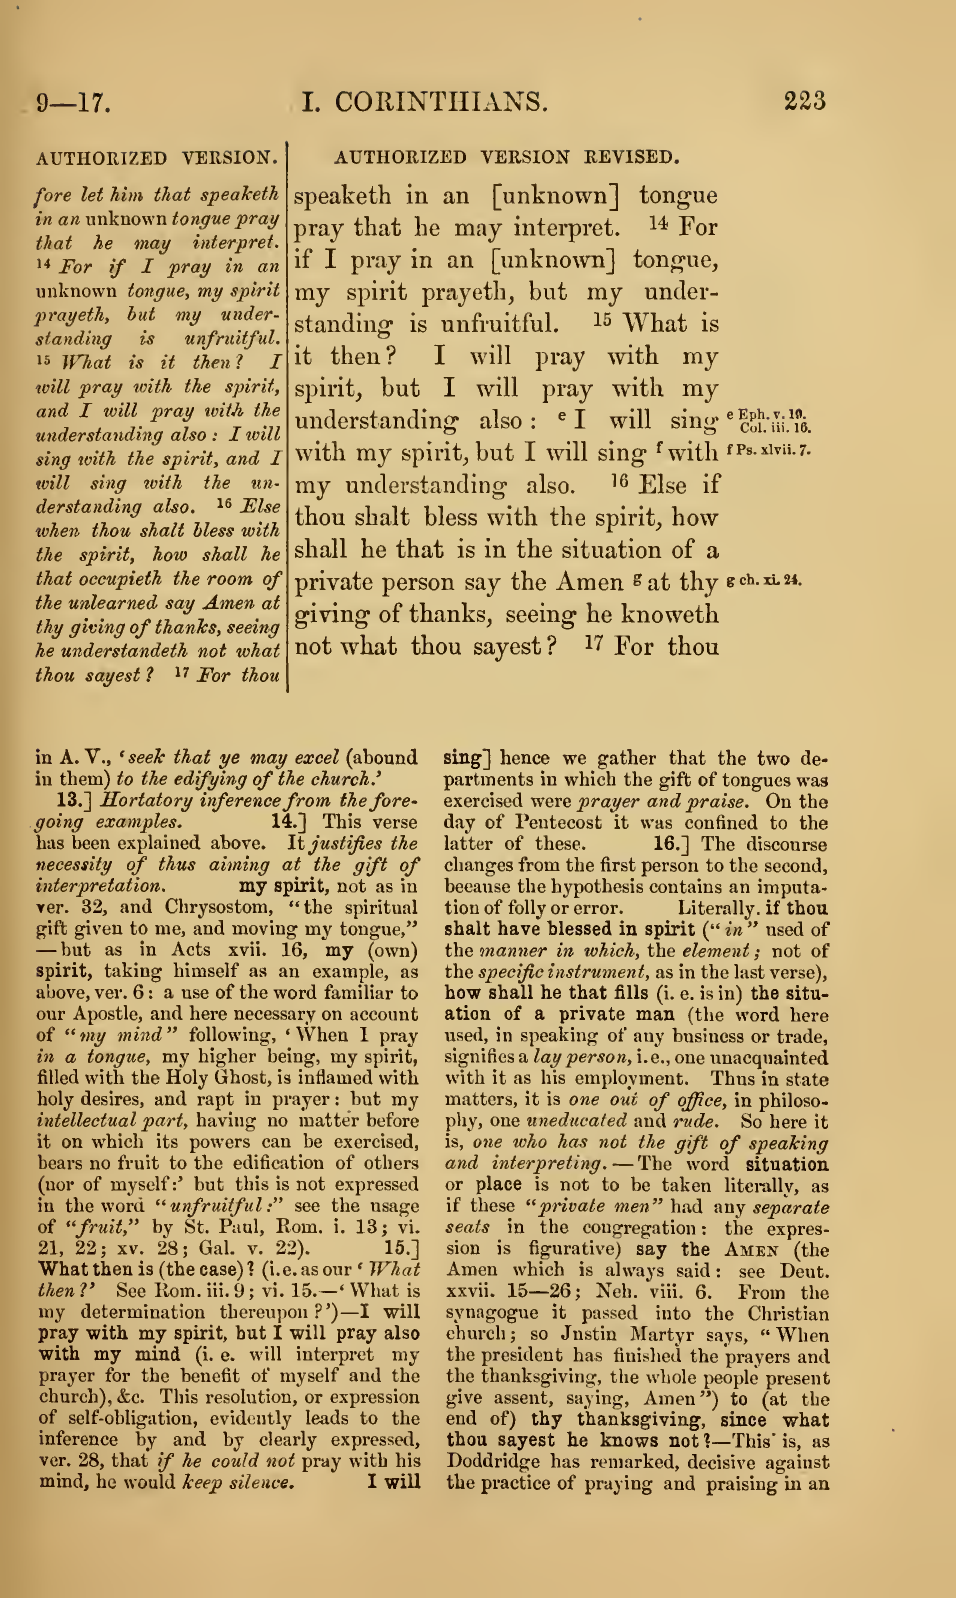 9—17.
I. CORINTHIANS.
223
AUTHORIZED VERSION.
fore let him that speaketh
in an unknown tongue pray
that he may interpret.
14 For if I pray in an
unknown tongue, my spirit
prayeth, but my under-
standing is unfruitful.
15 What is it then? I
will pray with the spirit,
and I will pray with the
understanding also: I will
sing with the spirit, and I
will sing with the un-
derstanding also. 16 Else
when thou shalt bless with
the spirit, how shall he
that occupieth the room of
the unlearned say Amen at
thy giving of thanks, seeing
he understandeth not what
thou sayest? 17 For thou
AUTHORIZED VERSION REVISED.
speaketh in an [unknown] tongue
pray that he may interpret. 14 For
if I pray in an [unknown] tongue,
my spirit prayeth, but my under-
standing is unfruitful. 15 What is
it then? I will pray with my
spirit, but I will pray with my
understanding also: e I will sing
with my spirit, but I will sing f with
my understanding also. 16 Else if
thou shalt bless with the spirit, how
shall he that is in the situation of a
private person say the Amen g at thy
giving of thanks, seeing he knoweth
not what thou sayest? 17 For thou
e Eph. v. 19.
Col. iii. 16.
f Ps. xlvii. 7.
g ch. xi. 24.
in A. V., ‘seek that ye may excel (abound
in them) to the edifying of the church.’
13.] Hortatory inference from the fore-
going examples. 14.] This verse
has been explained above. It justifies the
necessity of thus aiming at the gift of
interpretation. my spirit, not as in
ver. 32, and Chrysostom, “the spiritual
gift given to me, and moving my tongue,”
—but as in Acts xvii. 16, my (own)
spirit, taking himself as an example, as
above, ver. 6: a use of the word familiar to
our Apostle, and here necessary on account
of “my mind” following, ‘When I pray
in a tongue, my higher being, my spirit,
filled with the Holy Ghost, is inflamed with
holy desires, and rapt in prayer: but my
intellectual part, having no matter before
it on which its powers can be exercised,
bears no fruit to the edification of others
(nor of myself:’ but this is not expressed
in the word “unfruitful:” see the usage
of “fruit,” by St. Paul, Rom. i. 13; vi.
21, 22; xv. 28; Gal. v. 22). 15.]
What then is (the case)? (i.e. as our ‘What
then?’ See Rom. iii. 9; vi. 15.—‘What is
my determination thereupon?’)—I will
pray with my spirit, but I will pray also
with my mind (i. e. will interpret my
prayer for the benefit of myself and the
church), &c. This resolution, or expression
of self-obligation, evidently leads to the
inference by and by clearly expressed,
ver. 28, that if he could not pray with his
mind, he would keep silence. I will
sing] hence we gather that the two de-
partments in which the gift of tongues was
exercised were prayer and praise. On the
day of Pentecost it was confined to the
latter of these. 16.] The discourse
changes from the first person to the second,
because the hypothesis contains an imputa-
tion of folly or error. Literally. if thou
shalt have blessed in spirit (“in” used of
the manner in which, the element; not of
the specific instrument, as in the last verse),
how shall he that fills (i. e. is in) the situ-
ation of a private man (the word here
used, in speaking of any business or trade,
signifies a lay person, i.e., one unacquainted
with it as his employment. Thus in state
matters, it is one out of office, in philoso-
phy, one uneducated and rude. So here it
is, one who has not the gift of speaking
and interpreting.—The word situation
or place is not to be taken literally, as
if these “private men” had any separate
seats in the congregation: the expres-
sion is figurative) say the AMEN (the
Amen which is always said: see Deut.
xxvii. 15—26; Neh. viii. 6. From the
synagogue it passed into the Christian
church; so Justin Martyr says, “When
the president has finished the prayers and
the thanksgiving, the whole people present
give assent, saying, Amen”) to (at the
end of) thy thanksgiving, since what
thou sayest he knows not?—This is, as
Doddridge has remarked, decisive against
the practice of praying and praising in an